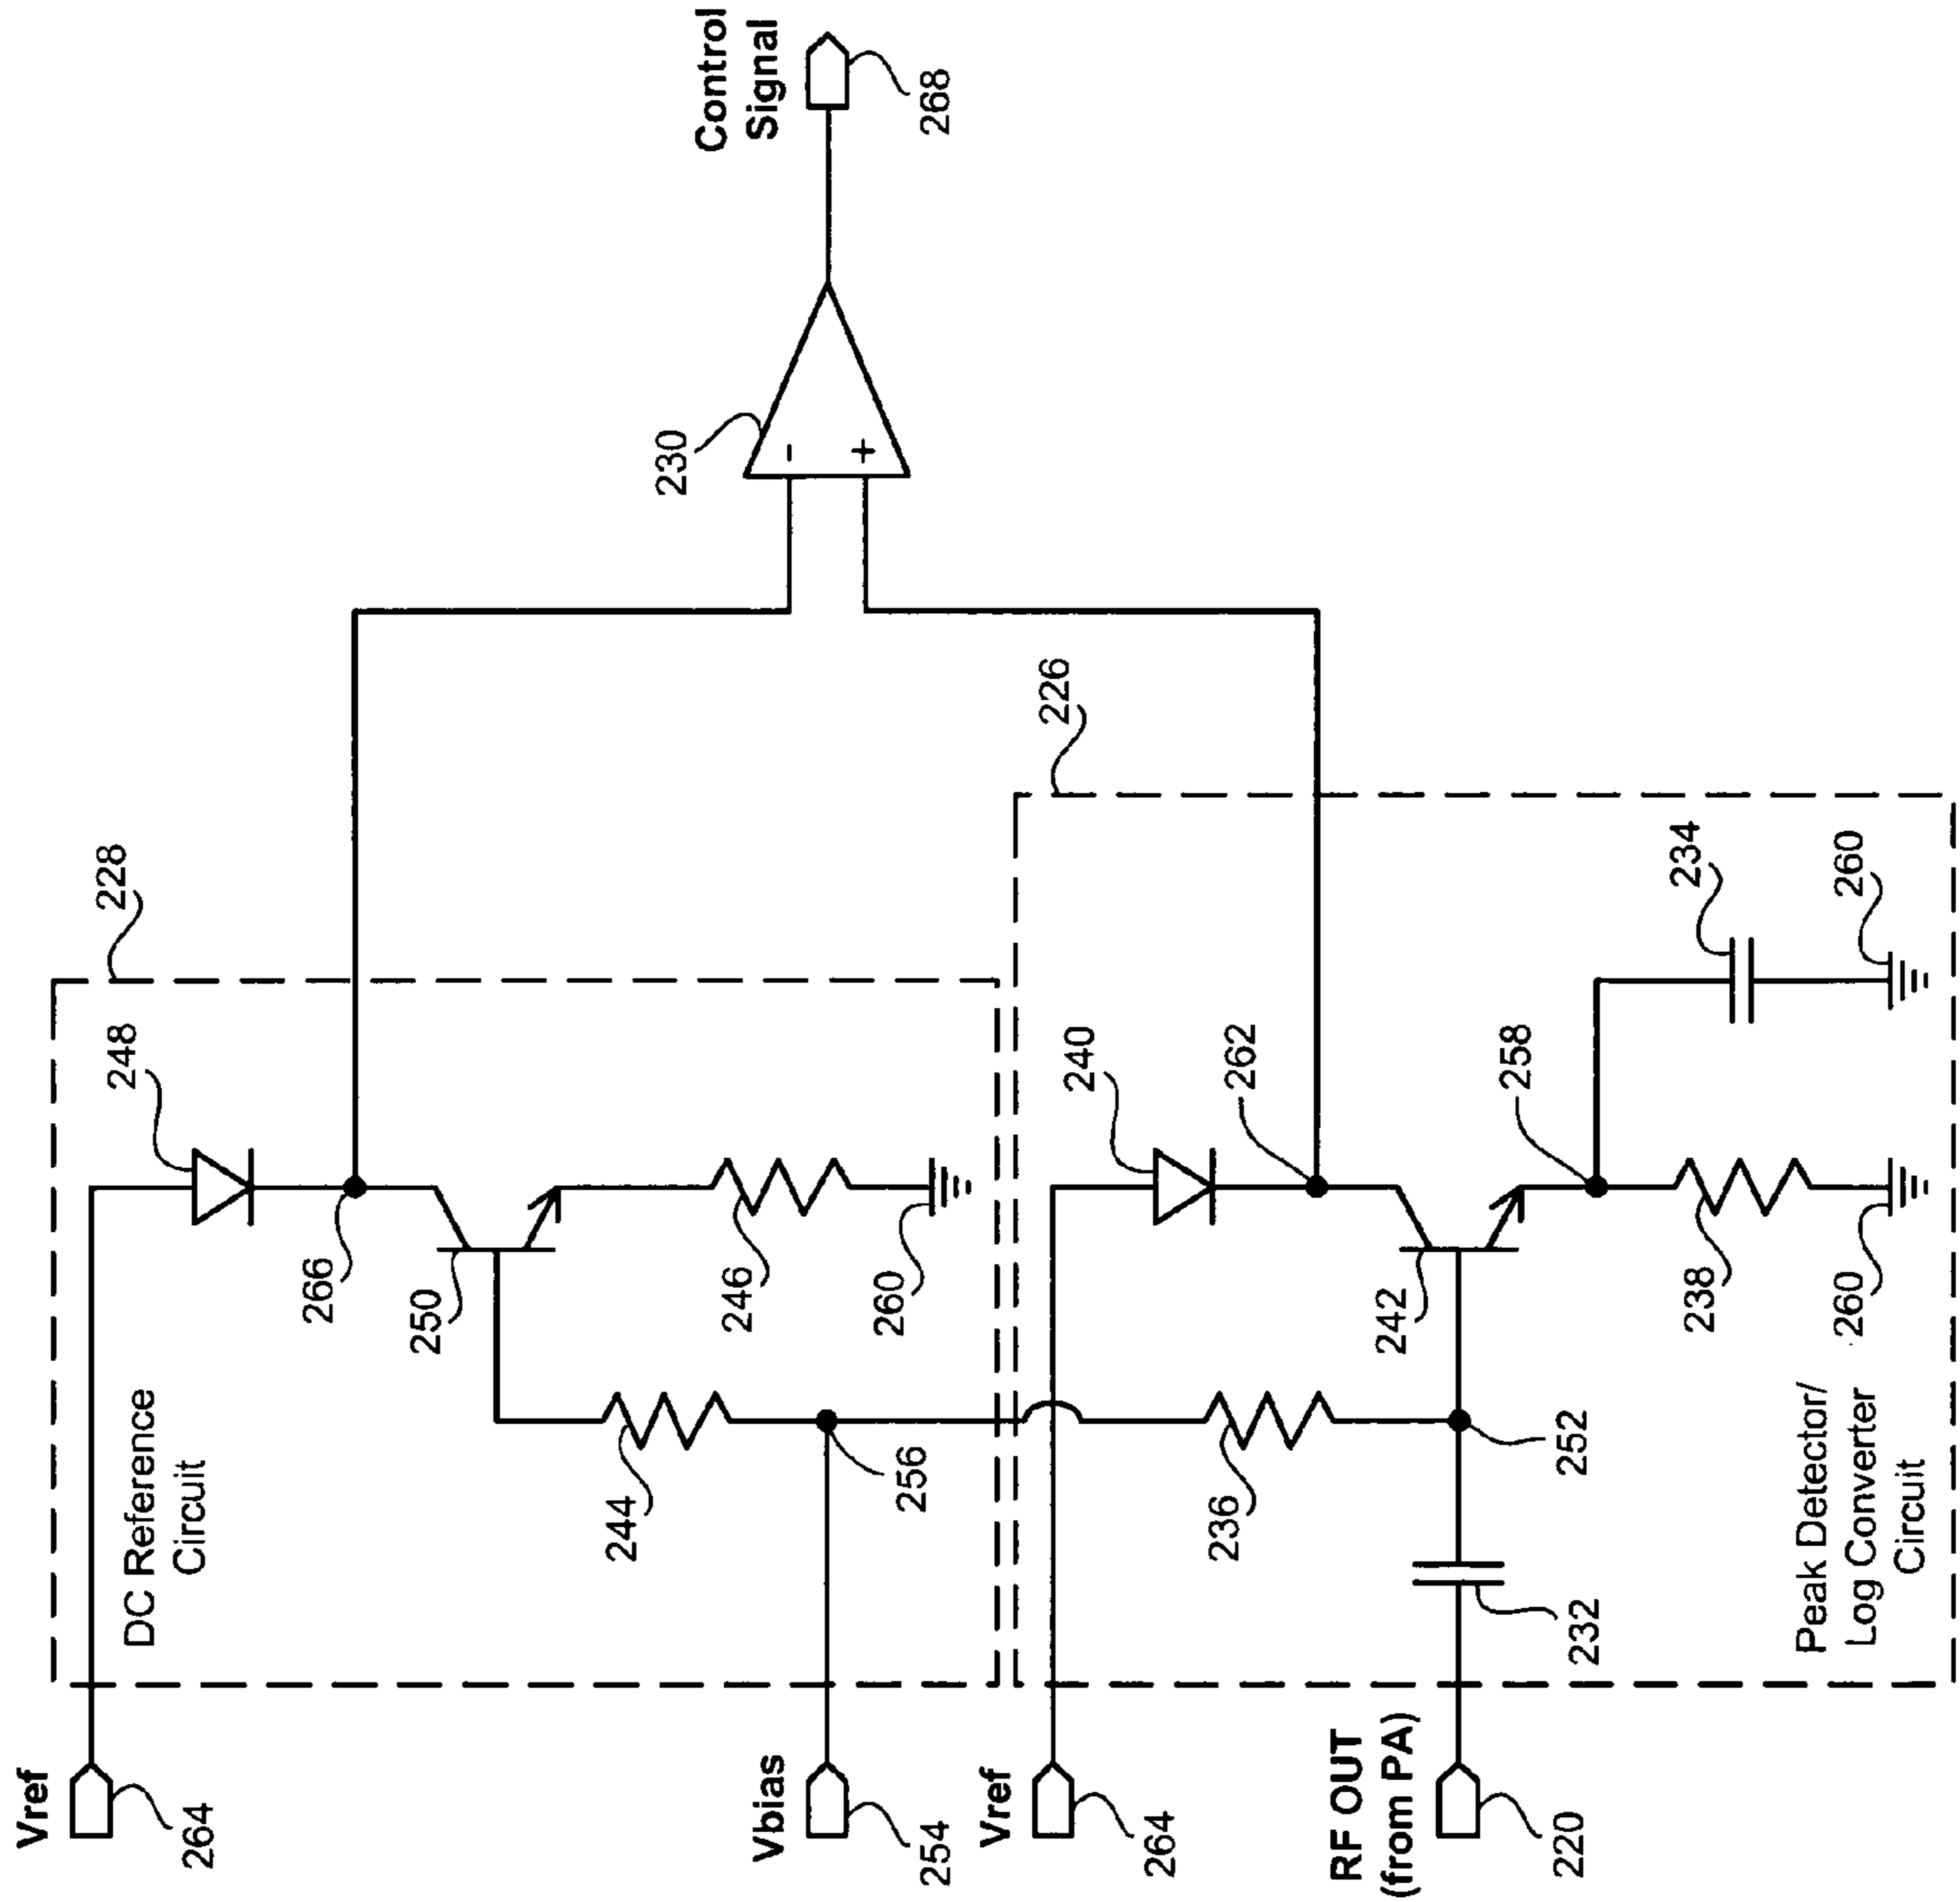 Vref
264
DC Reference
Circuit
248
228
266
250
246
260
244
256
Vbias
254
230
-
+
Control
Signal
268
Vref
264
226
240
262
242
258
234
260
238
260
236
252
232
RF OUT
(from PA)
220
Peak Detector/
Log Converter
Circuit